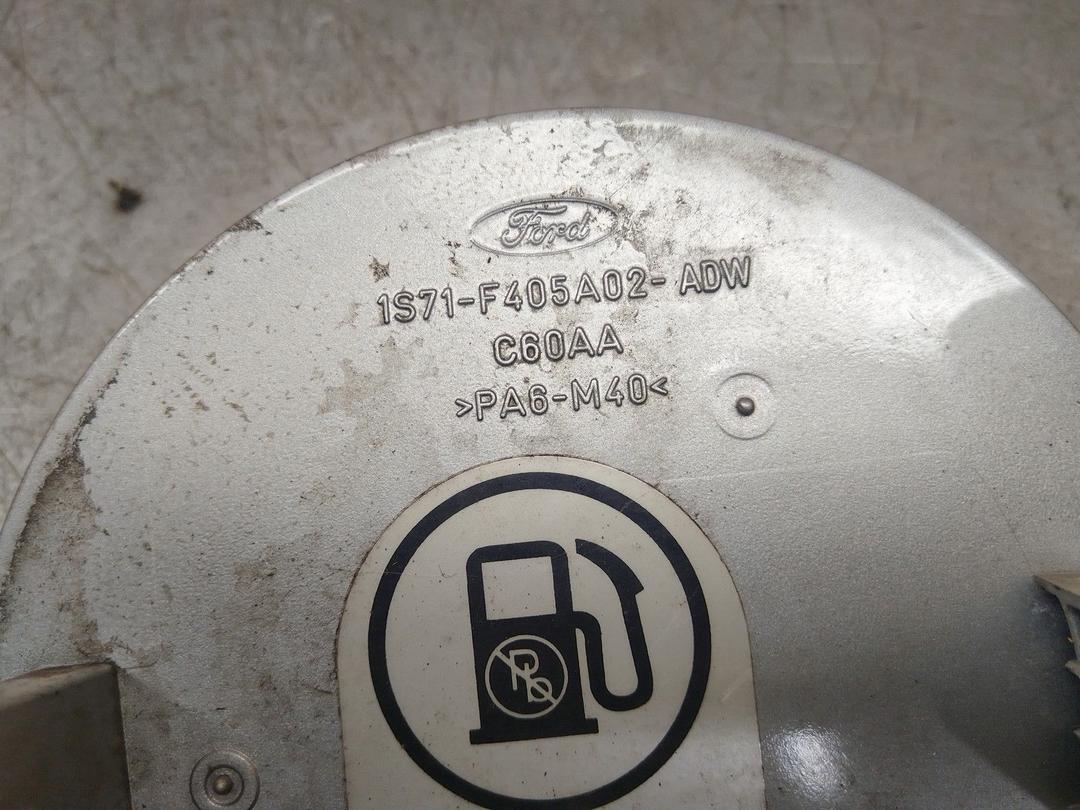 Ford
1S71-F405A02-ADW
C60AA
>PA6-M40<
Pb